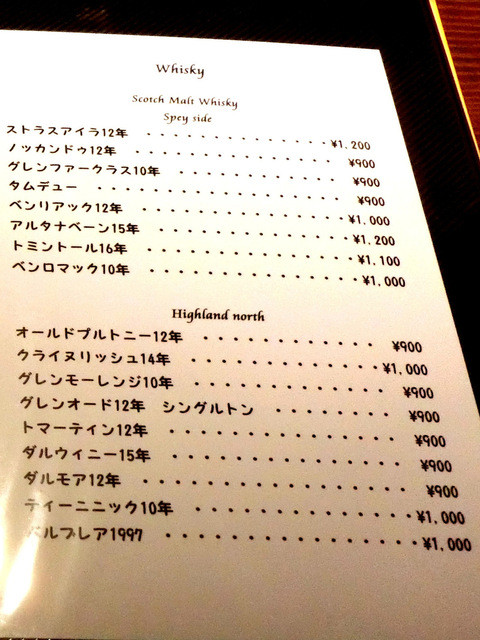 Whisky
Scotch Malt Whisky
Spey side
ストラスアイラ12年 ・・・・・・・・・・・・・・・¥1,200
ノッカンドゥ12年 ・・・・・・・・・・・・・・ ¥900
グレンファークラス10年 ・・・・・・・・・・・ ¥900
タムデュー ・・・・・・・・・・・・・・・・ ¥900
ベンリアック12年 ・・・・・・・・・・・・・・・¥1,000
アルタナベーン15年 ・・・・・・・・・・・・・・¥1,200
トミントール16年 ・・・・・・・・・・・・・・・¥1,100
ベンロマック10年 ・・・・・・・・・・・・・・・¥1,000
Highland north
オールドプルトニー12年 ・・・・・・・・・・・・ ¥900
クライヌリッシュ14年 ・・・・・・・・・・・・・¥1,000
グレンモーレンジ10年 ・・・・・・・・・・・・・ ¥900
グレンオード12年 シングルトン ・・・・・・・・ ¥900
トマーティン12年 ・・・・・・・・・・・・・・・ ¥900
ダルウィニー15年 ・・・・・・・・・・・・・・・ ¥900
ダルモア12年 ・・・・・・・・・・・・・・・・・ ¥900
ティーニニック10年 ・・・・・・・・・・・・・・¥1,000
バルブレア1997 ・・・・・・・・・・・・・・・・¥1,000